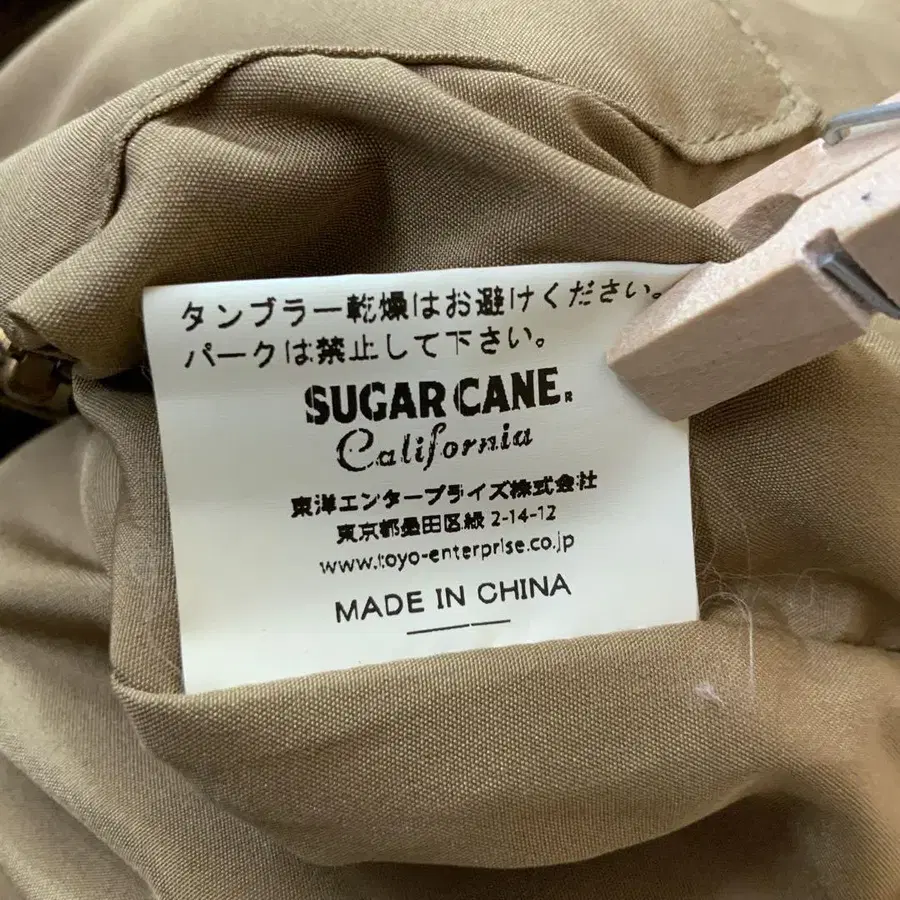 タンブラー乾燥はお避けください。
パークは禁止して下さい。
SUGAR CANE®
California
東洋エンタープライズ株式会社
東京都墨田区緑 2-14-12
www.toyo-enterprise.co.jp
MADE IN CHINA